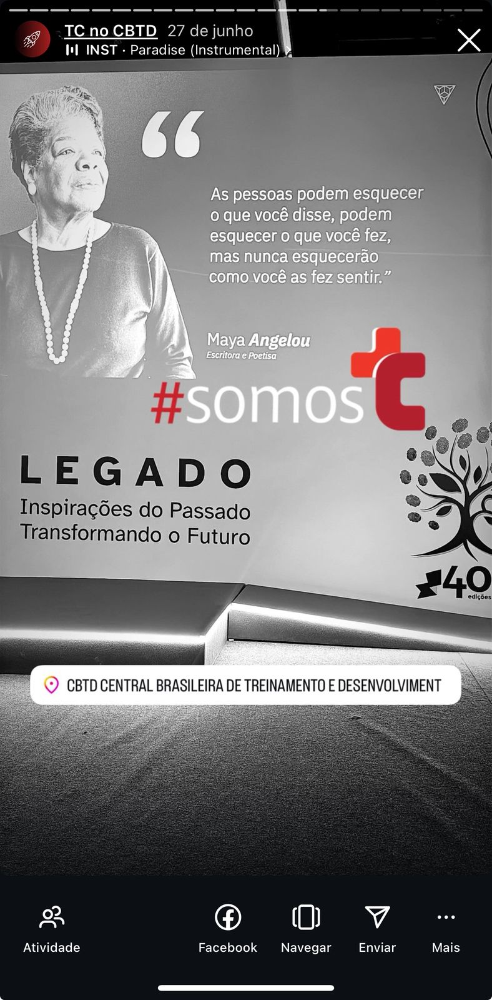 TC no CBTD 27 de junho
INST · Paradise (Instrumental)
“
As pessoas podem esquecer
o que você disse, podem
esquecer o que você fez,
mas nunca esquecerão
como você as fez sentir.”
Maya Angelou
Escritora e Poetisa
#somos tc
LEGADO
Inspirações do Passado
Transformando o Futuro
40
edições
CBTD CENTRAL BRASILEIRA DE TREINAMENTO E DESENVOLVIMENT
Atividade
Facebook
Navegar
Enviar
Mais